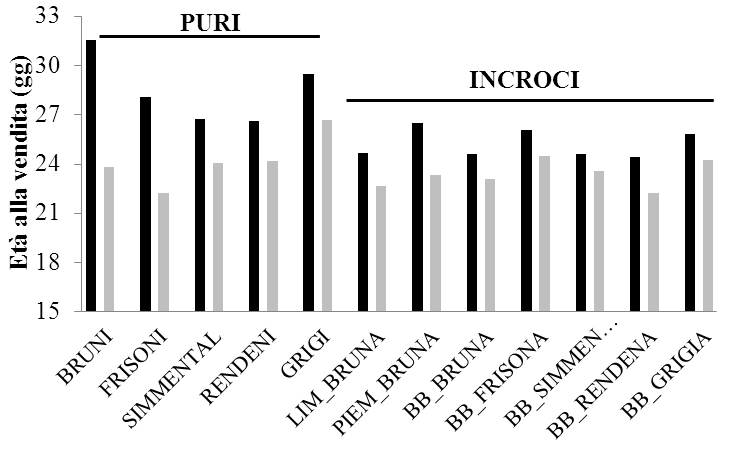 PURI
INCROCI
Età alla vendita (gg)
33
30
27
24
21
18
15
BRUNI
FRISONI
SIMMENTAL
RENDENI
GRIGI
LIM_BRUNA
PIEM_BRUNA
BB_BRUNA
BB_FRISONA
BB_SIMMEN…
BB_RENDENA
BB_GRIGIA